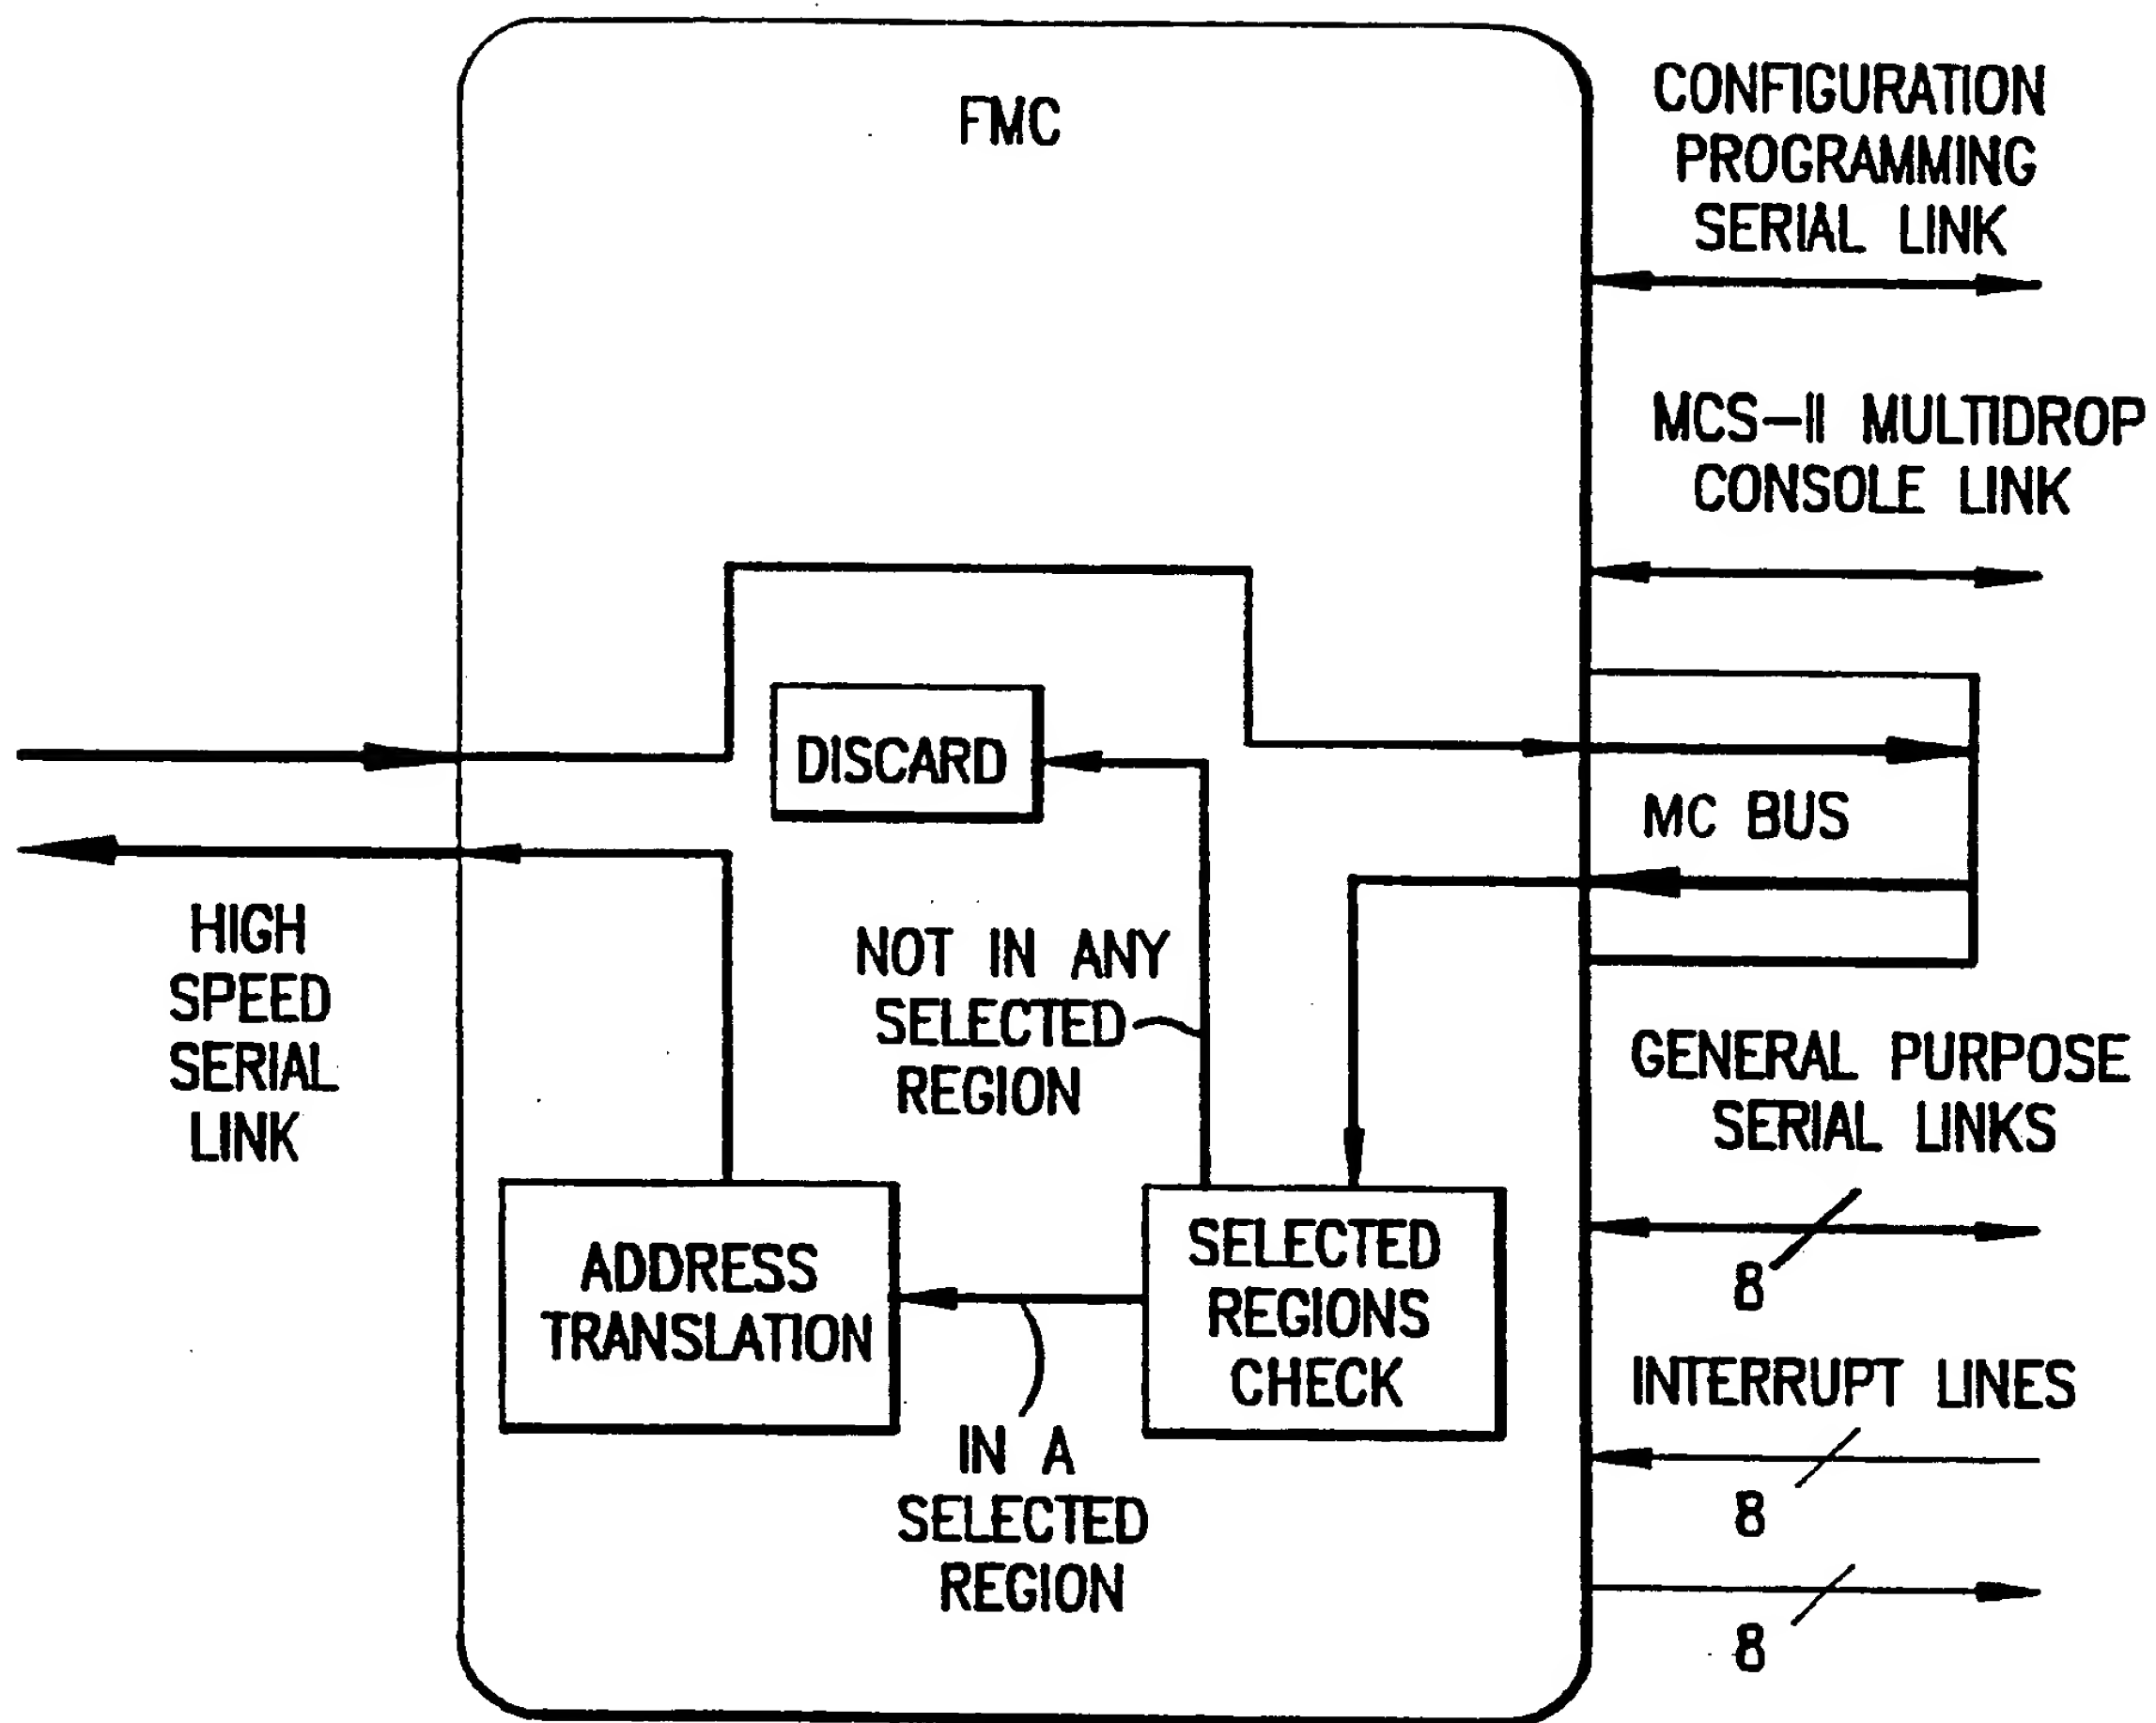 FMC
CONFIGURATION
PROGRAMMING
SERIAL LINK
MCS-II MULTIDROP
CONSOLE LINK
DISCARD
MC BUS
HIGH
SPEED
SERIAL
LINK
NOT IN ANY
SELECTED
REGION
GENERAL PURPOSE
SERIAL LINKS
8
ADDRESS
TRANSLATION
SELECTED
REGIONS
CHECK
IN A
SELECTED
REGION
INTERRUPT LINES
8
8